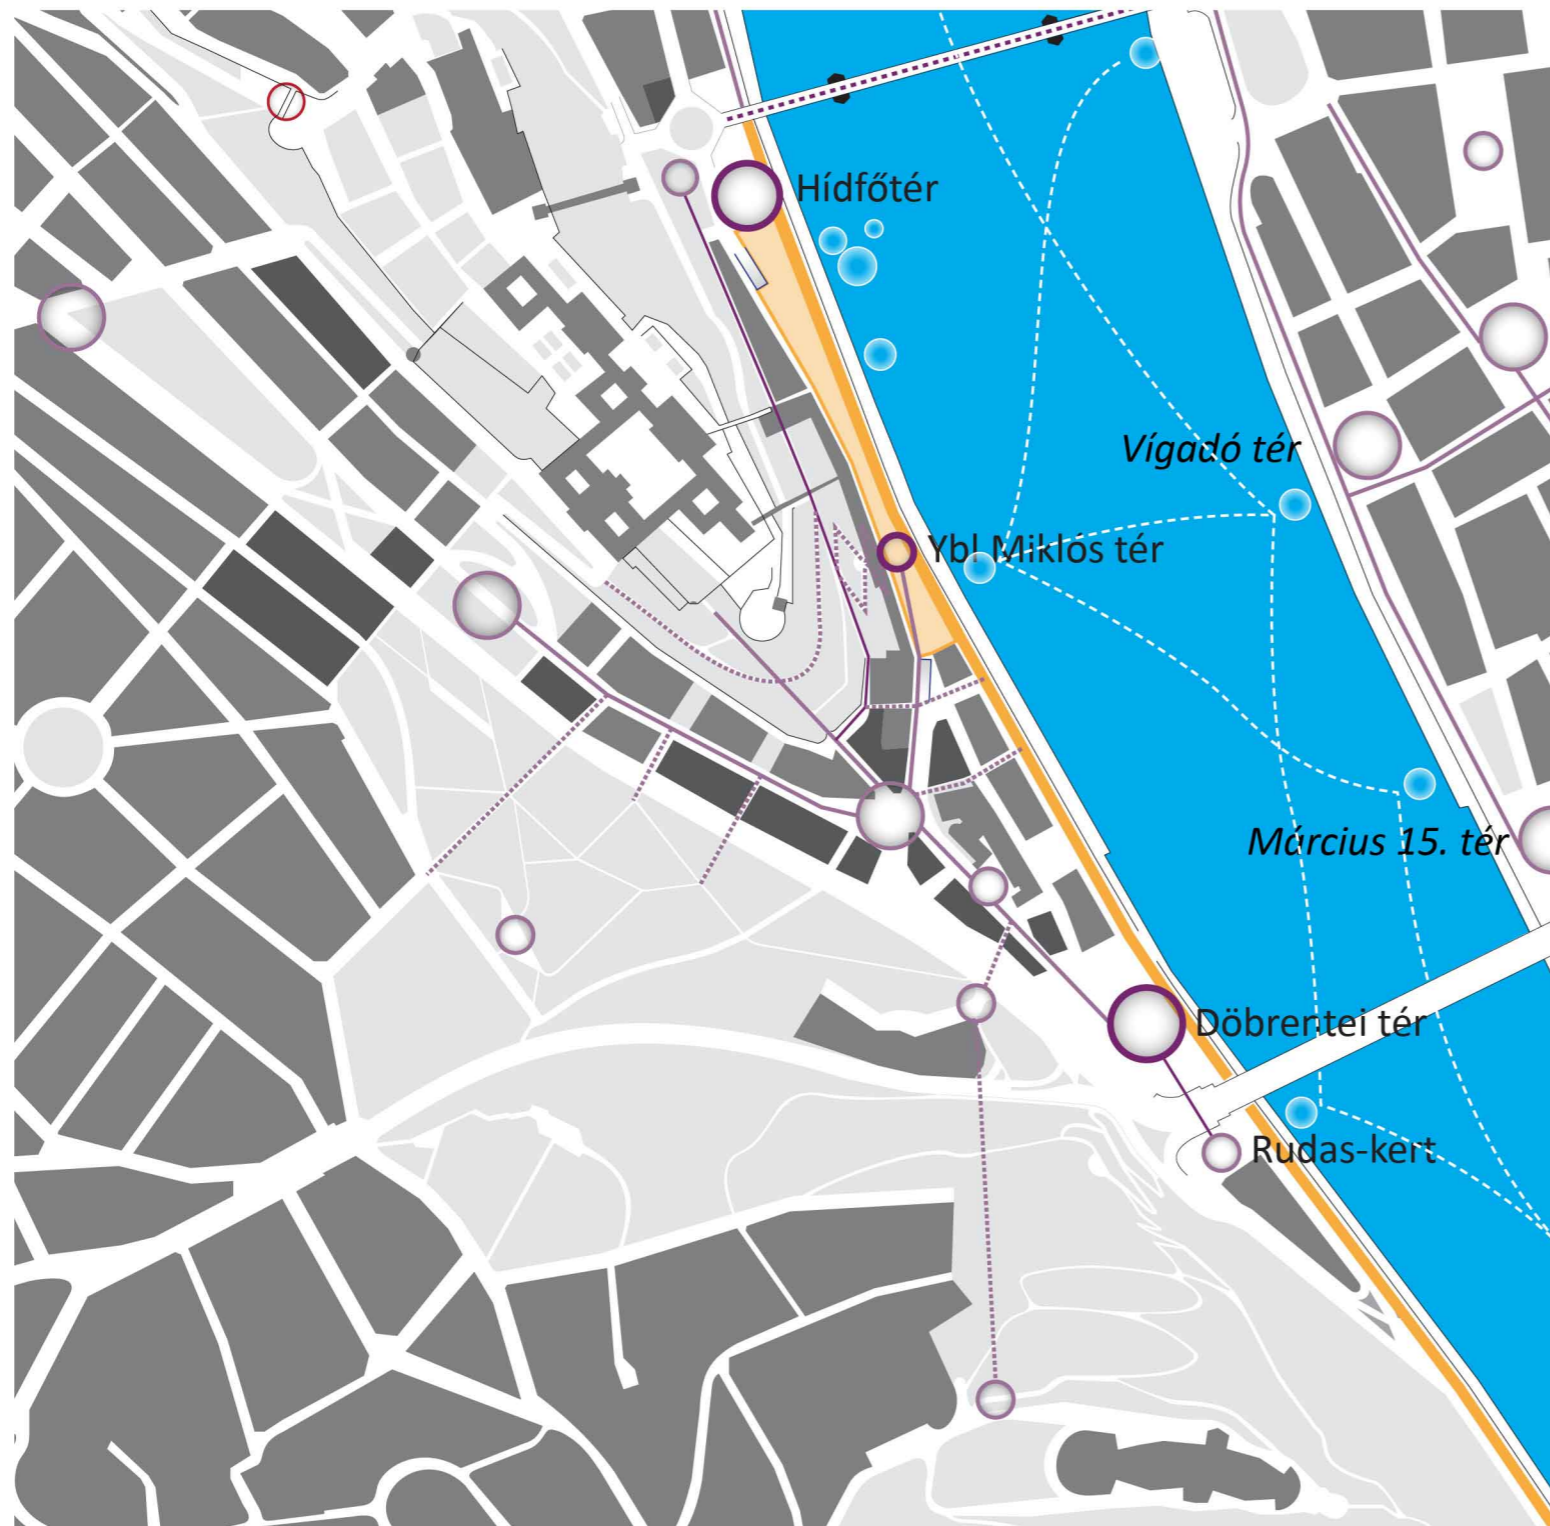 Hídfőtér
Vígadó tér
Ybl Miklós tér
Március 15. tér
Döbrentei tér
Rudas-kert